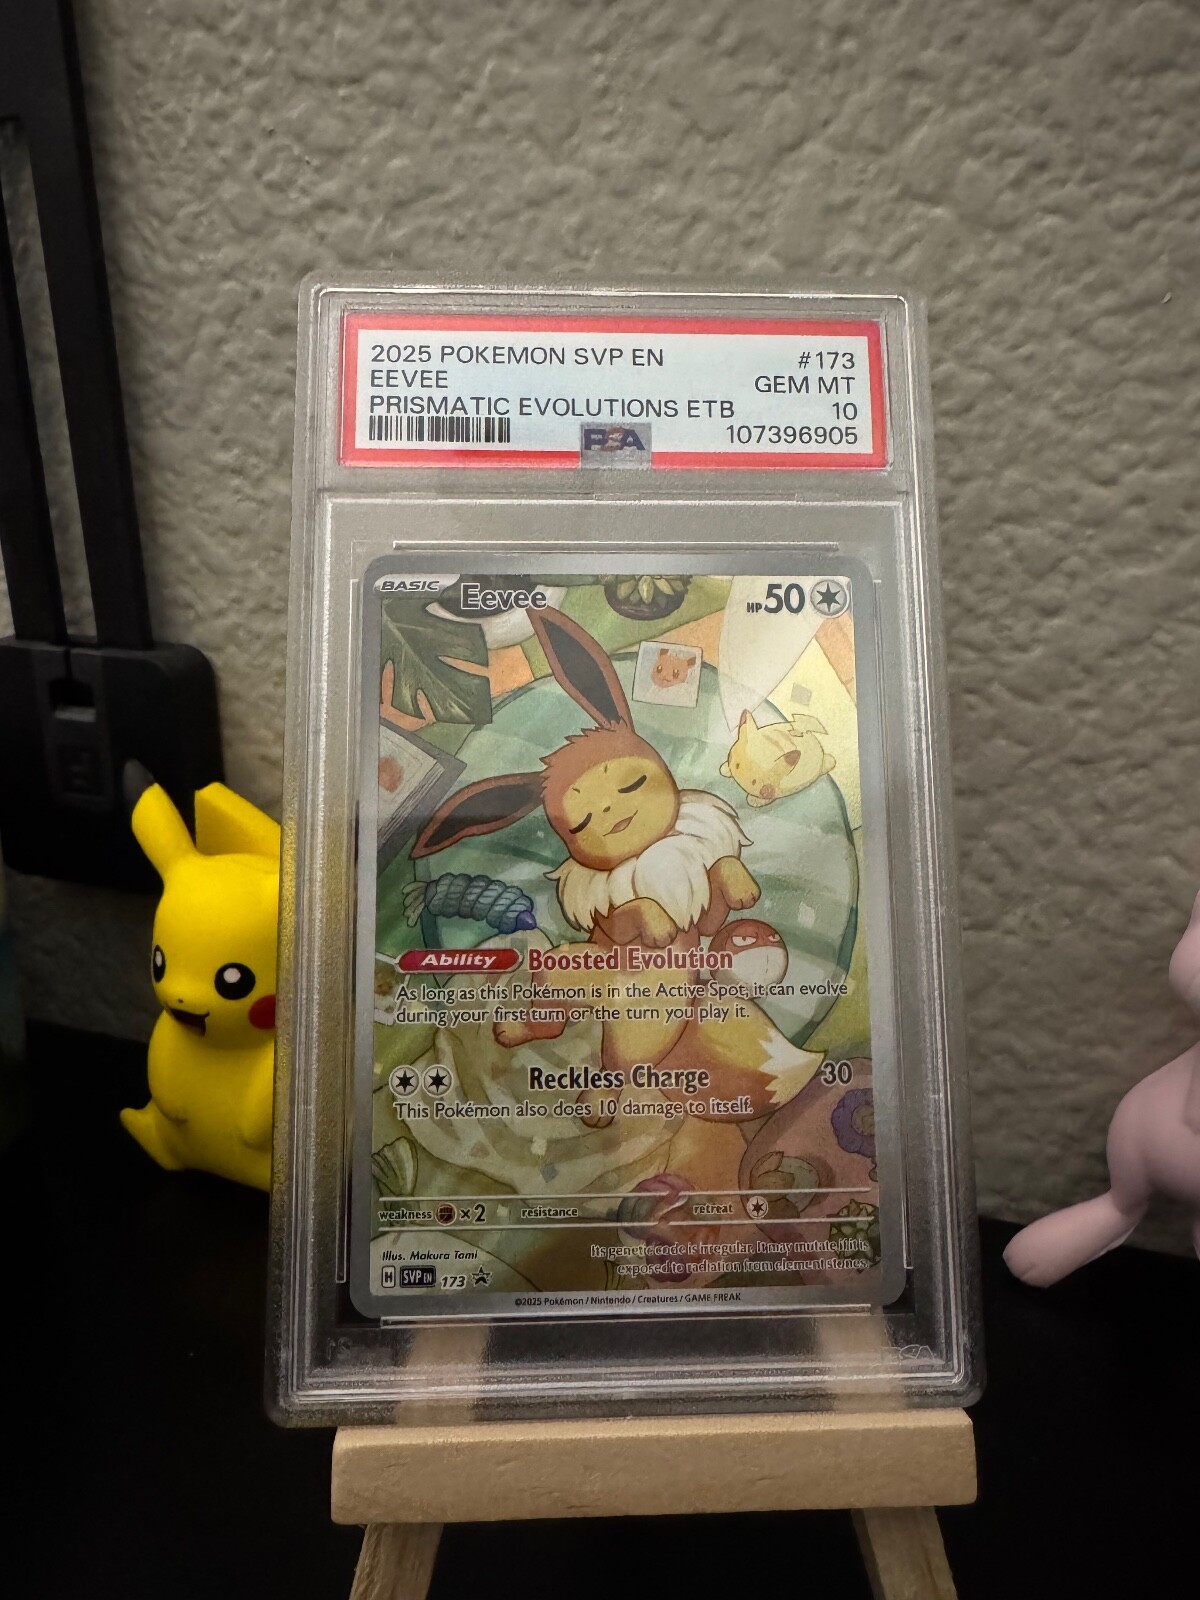 2025 POKEMON SVP EN #173
EEVEE GEM MT
PRISMATIC EVOLUTIONS ETB 10
PSA 107396905
BASIC Eevee HP 50
Ability Boosted Evolution
As long as this Pokémon is in the Active Spot, it can evolve
during your first turn or the turn you play it.
Reckless Charge 30
This Pokémon also does 10 damage to itself.
weakness ×2 resistance retreat
Its genetic code is irregular. It may mutate if it is
exposed to radiation from element stones.
Illus. Makura Tami
H SVP EN 173
©2025 Pokémon / Nintendo / Creatures / GAME FREAK
PSA